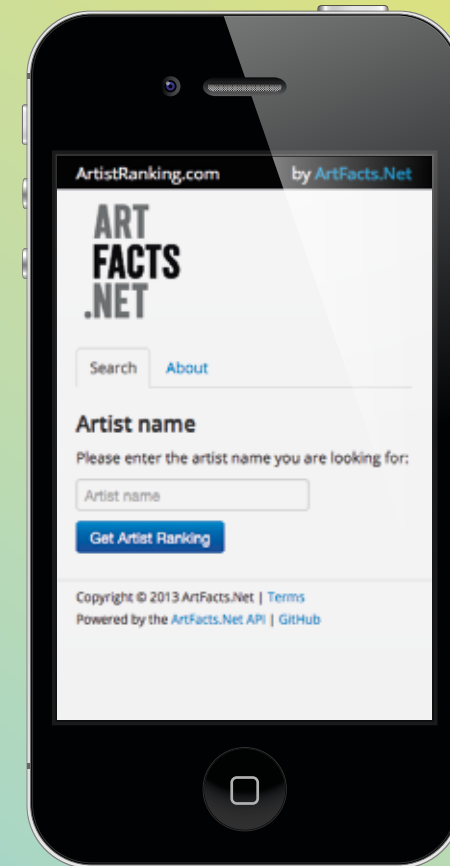 ArtistRanking.com by ArtFacts.Net
ART
FACTS
.NET
Search About
Artist name
Please enter the artist name you are looking for:
Artist name
Get Artist Ranking
Copyright © 2013 ArtFacts.Net | Terms
Powered by the ArtFacts.Net API | GitHub